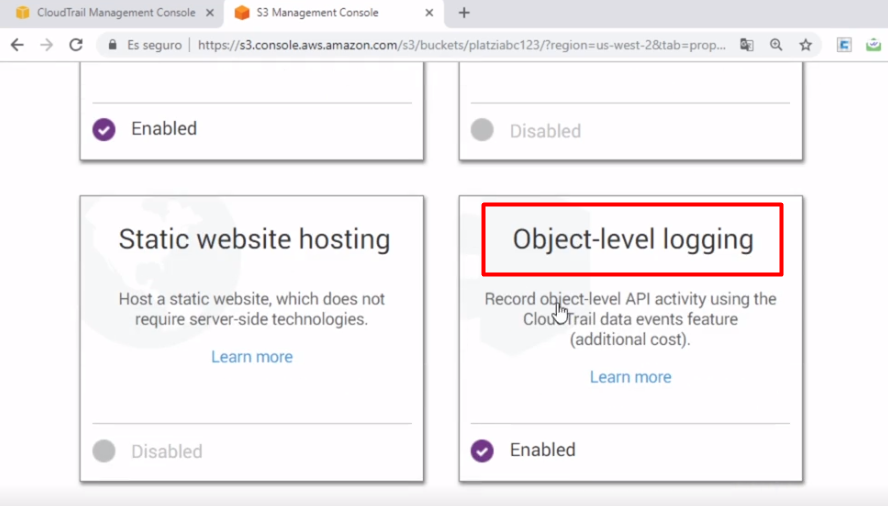 CloudTrail Management Console
S3 Management Console
Es seguro
https://s3.console.aws.amazon.com/s3/buckets/platziabc123/?region=us-west-2&tab=prop...
Enabled
Disabled
Static website hosting
Host a static website, which does not
require server-side technologies.
Learn more
Disabled
Object-level logging
Record object-level API activity using the
CloudTrail data events feature
(additional cost).
Learn more
Enabled